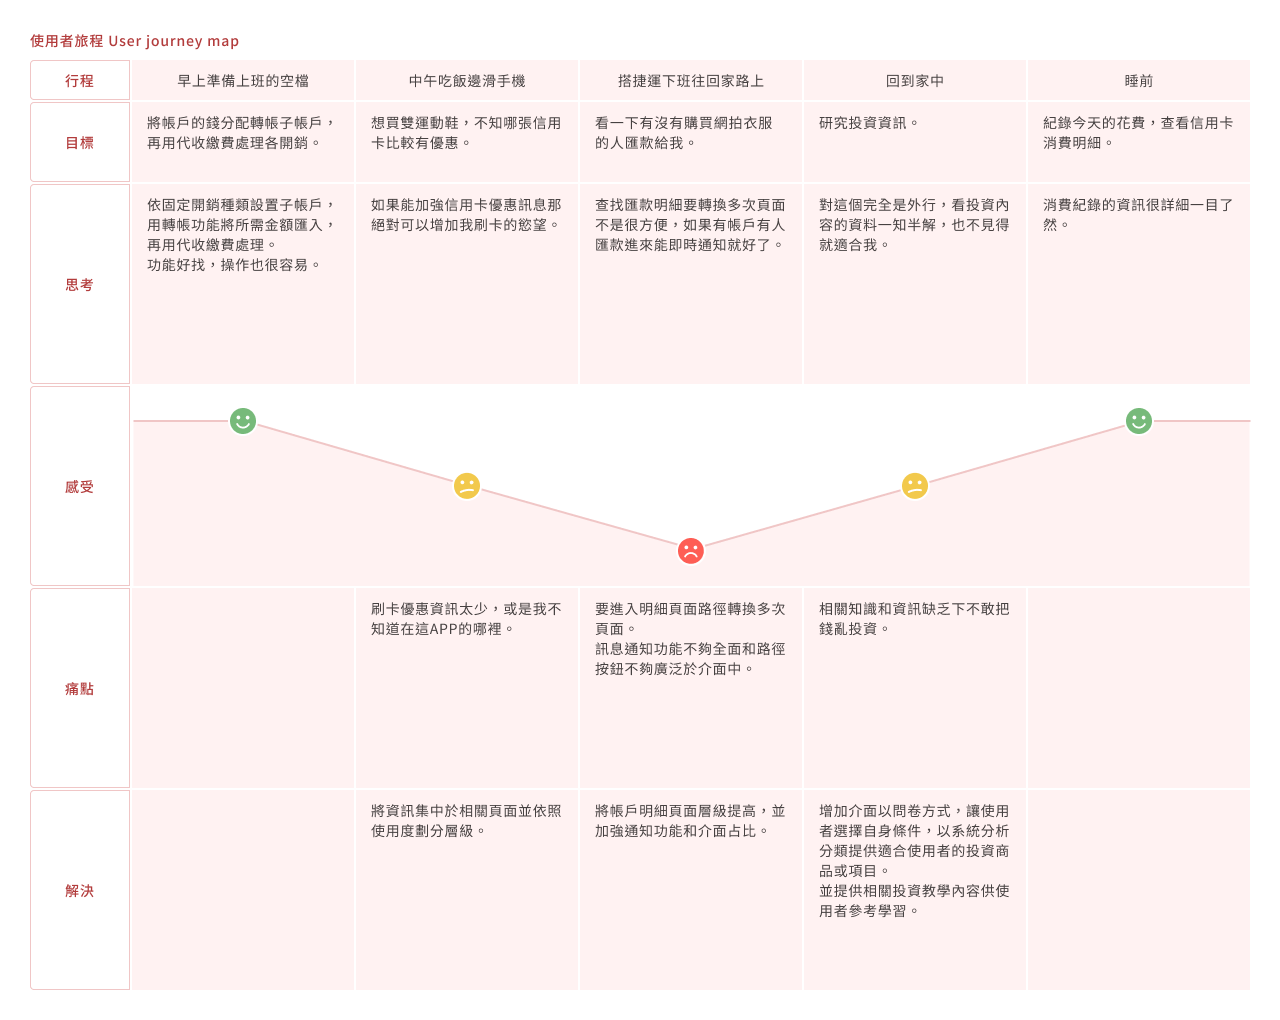 使用者旅程 User journey map
行程
早上準備上班的空檔
中午吃飯邊滑手機
搭捷運下班往回家路上
回到家中
睡前
目標
將帳戶的錢分配轉帳子帳戶，
再用代收繳費處理各開銷。
想買雙運動鞋，不知哪張信用
卡比較有優惠。
看一下有沒有購買網拍衣服
的人匯款給我。
研究投資資訊。
紀錄今天的花費，查看信用卡
消費明細。
思考
依固定開銷種類設置子帳戶，
用轉帳功能將所需金額匯入，
再用代收繳費處理。
功能好找，操作也很容易。
如果能加強信用卡優惠訊息那
絕對可以增加我刷卡的慾望。
查找匯款明細要轉換多次頁面
不是很方便，如果有帳戶有人
匯款進來能即時通知就好了。
對這個完全是外行，看投資內
容的資料一知半解，也不見得
就適合我。
消費紀錄的資訊很詳細一目了
然。
感受
痛點
刷卡優惠資訊太少，或是我不
知道在這APP的哪裡。
要進入明細頁面路徑轉換多次
頁面。
訊息通知功能不夠全面和路徑
按鈕不夠廣泛於介面中。
相關知識和資訊缺乏下不敢把
錢亂投資。
解決
將資訊集中於相關頁面並依照
使用度劃分層級。
將帳戶明細頁面層級提高，並
加強通知功能和介面占比。
增加介面以問卷方式，讓使用
者選擇自身條件，以系統分析
分類提供適合使用者的投資商
品或項目。
並提供相關投資教學內容供使
用者參考學習。